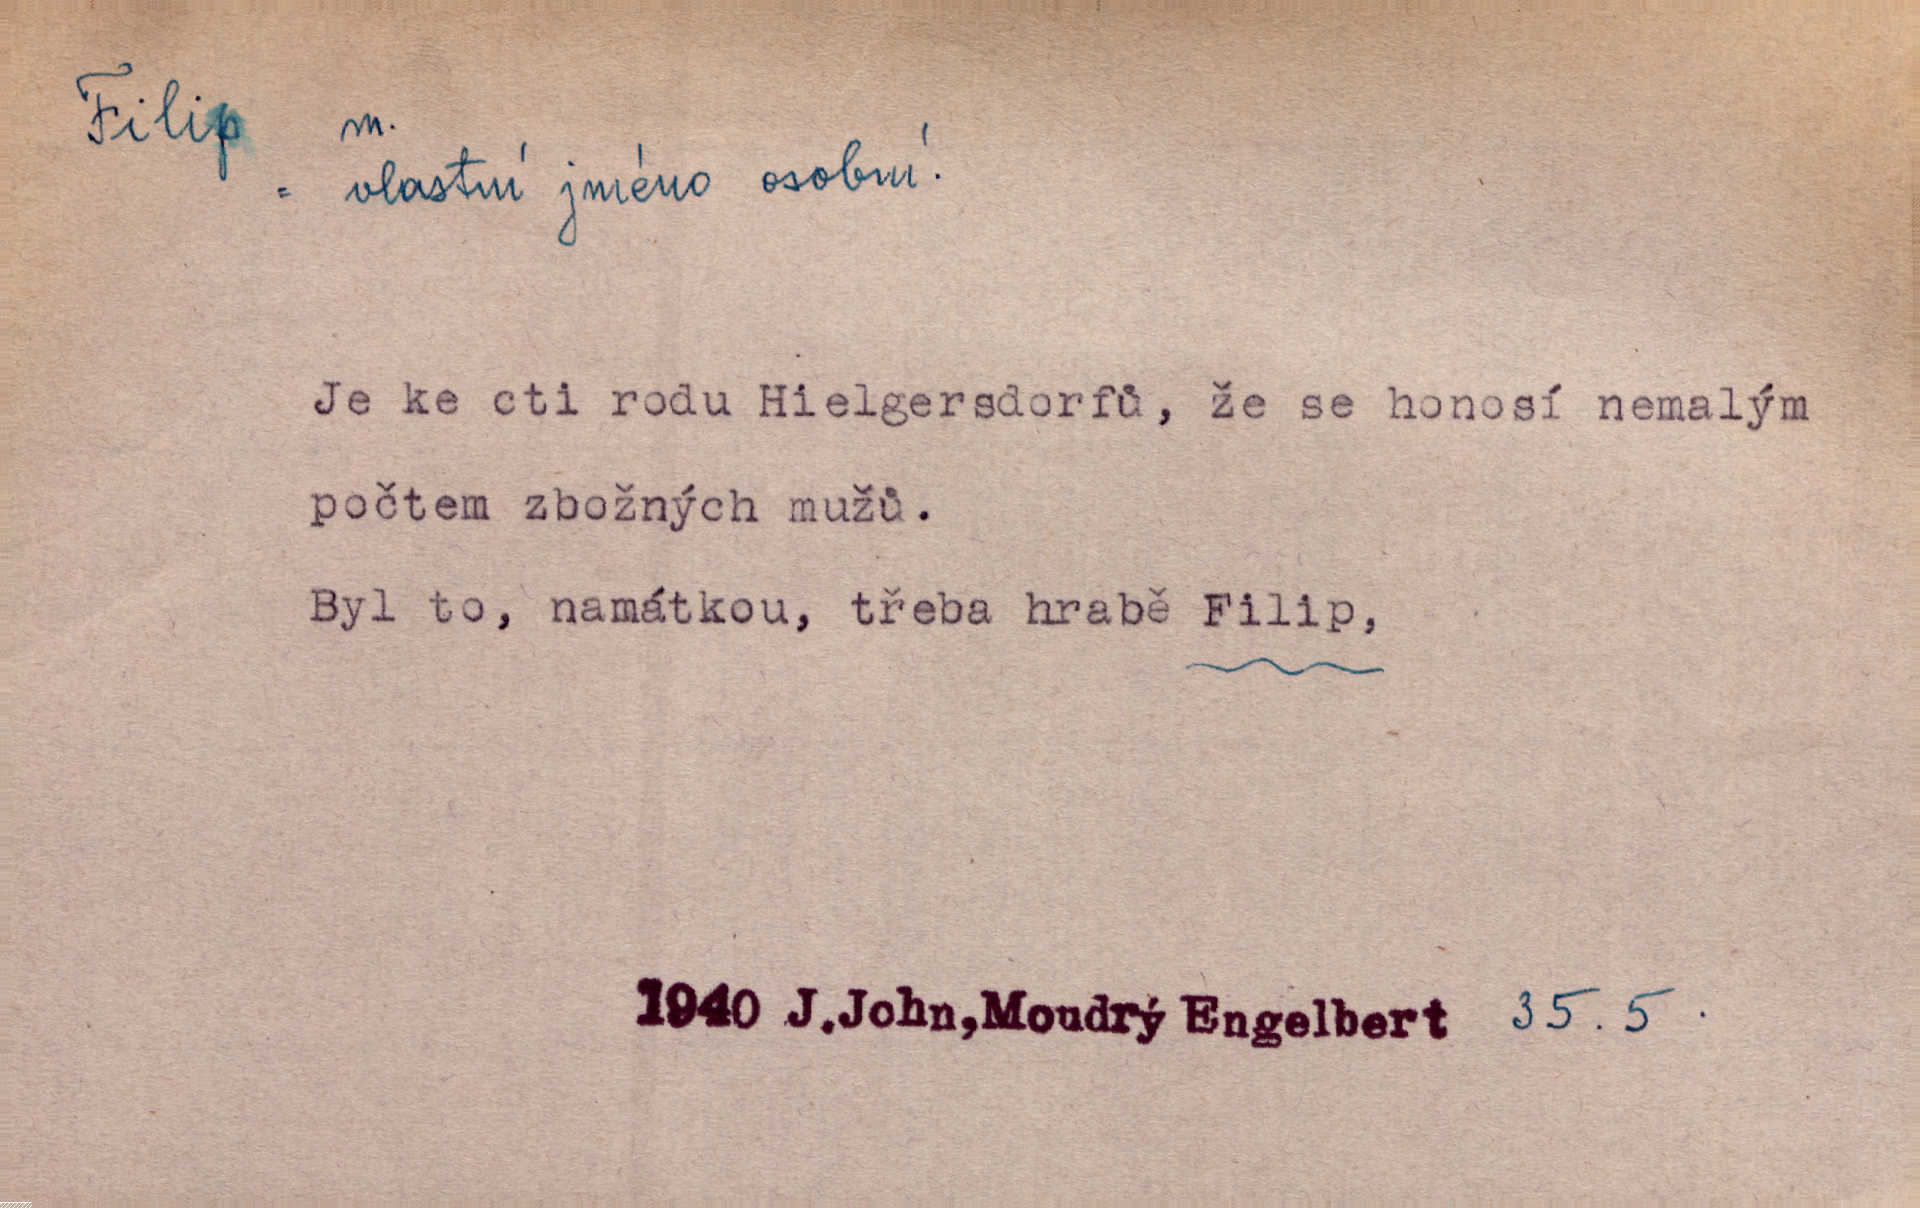 Filip m.
= vlastní jméno osobní.
Je ke cti rodu Hielgersdorfů, že se honosí nemalým
počtem zbožných mužů.
Byl to, namátkou, třeba hrabě Filip,
1940 J.John,Moudrý Engelbert 35.5.